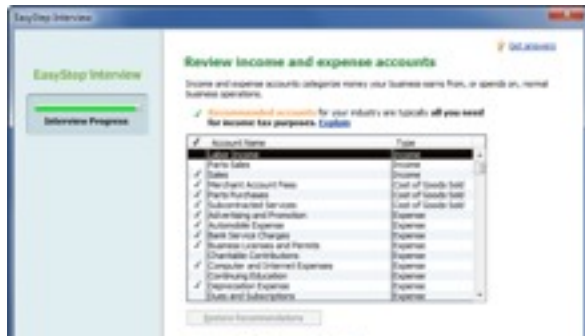 EasyStep Interview
Get answers
EasyStep Interview
Interview Progress
Review income and expense accounts
Income and expense accounts categorize money your business earns from, or spends on, normal
business operations.
✓ Recommended accounts for your industry are typically all you need
for income tax purposes. Explain
✓ Account Name Type
Labor Income Income
Parts Sales Income
✓ Sales Income
✓ Merchant Account Fees Cost of Goods Sold
✓ Parts Purchases Cost of Goods Sold
✓ Subcontracted Services Cost of Goods Sold
✓ Advertising and Promotion Expense
✓ Automobile Expense Expense
✓ Bank Service Charges Expense
✓ Business Licenses and Permits Expense
Charitable Contributions Expense
✓ Computer and Internet Expenses Expense
Continuing Education Expense
✓ Depreciation Expense Expense
Dues and Subscriptions Expense
Restore Recommendations